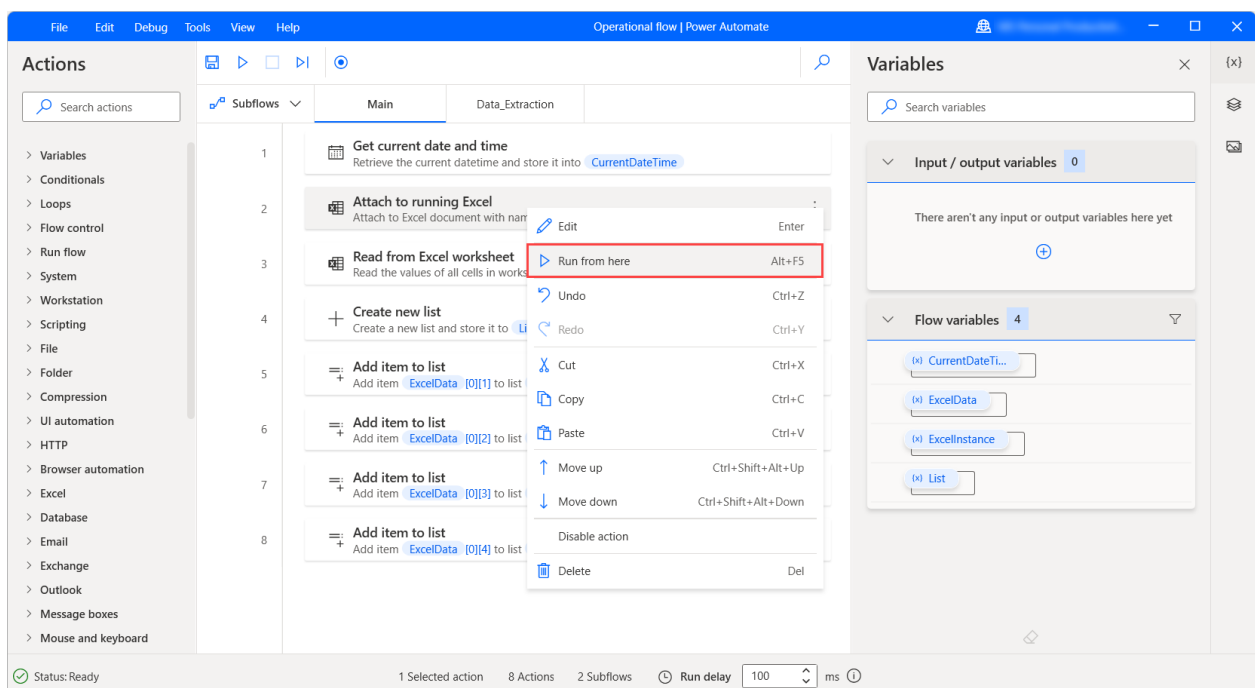 File Edit Debug Tools View Help
Operational flow | Power Automate
Actions
Search actions
Variables
Conditionals
Loops
Flow control
Run flow
System
Workstation
Scripting
File
Folder
Compression
UI automation
HTTP
Browser automation
Excel
Database
Email
Exchange
Outlook
Message boxes
Mouse and keyboard
Subflows
Main
Data_Extraction
1
Get current date and time
Retrieve the current datetime and store it into CurrentDateTime
2
Attach to running Excel
Attach to Excel document with
3
Read from Excel worksheet
Read the values of all cells in
4
Create new list
Create a new list and store it to
5
Add item to list
Add item ExcelData [0][1] to list
6
Add item to list
Add item ExcelData [0][2] to list
7
Add item to list
Add item ExcelData [0][3] to list
8
Add item to list
Add item ExcelData [0][4] to list
Edit Enter
Run from here Alt+F5
Undo Ctrl+Z
Redo Ctrl+Y
Cut Ctrl+X
Copy Ctrl+C
Paste Ctrl+V
Move up Ctrl+Shift+Alt+Up
Move down Ctrl+Shift+Alt+Down
Disable action
Delete Del
Variables
{x}
Search variables
Input / output variables 0
There aren't any input or output variables here yet
Flow variables 4
{x} CurrentDateTi...
{x} ExcelData
{x} ExcelInstance
{x} List
Status: Ready
1 Selected action
8 Actions
2 Subflows
Run delay 100 ms